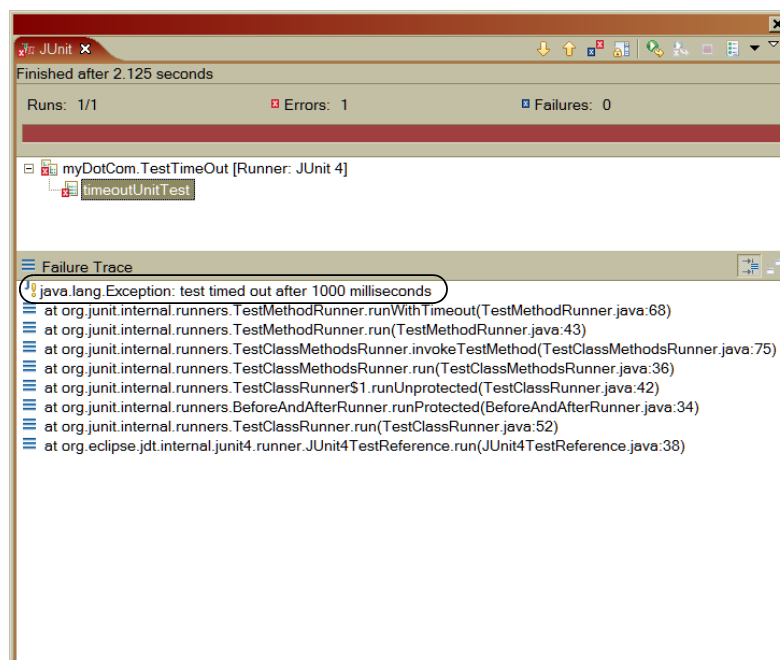 JUnit
Finished after 2.125 seconds
Runs: 1/1 Errors: 1 Failures: 0
myDotCom.TestTimeOut [Runner: JUnit 4]
timeoutUnitTest
Failure Trace
java.lang.Exception: test timed out after 1000 milliseconds
at org.junit.internal.runners.TestMethodRunner.runWithTimeout(TestMethodRunner.java:68)
at org.junit.internal.runners.TestMethodRunner.run(TestMethodRunner.java:43)
at org.junit.internal.runners.TestClassMethodsRunner.invokeTestMethod(TestClassMethodsRunner.java:75)
at org.junit.internal.runners.TestClassMethodsRunner.run(TestClassMethodsRunner.java:36)
at org.junit.internal.runners.TestClassRunner$1.runUnprotected(TestClassRunner.java:42)
at org.junit.internal.runners.BeforeAndAfterRunner.runProtected(BeforeAndAfterRunner.java:34)
at org.junit.internal.runners.TestClassRunner.run(TestClassRunner.java:52)
at org.eclipse.jdt.internal.junit4.runner.JUnit4TestReference.run(JUnit4TestReference.java:38)